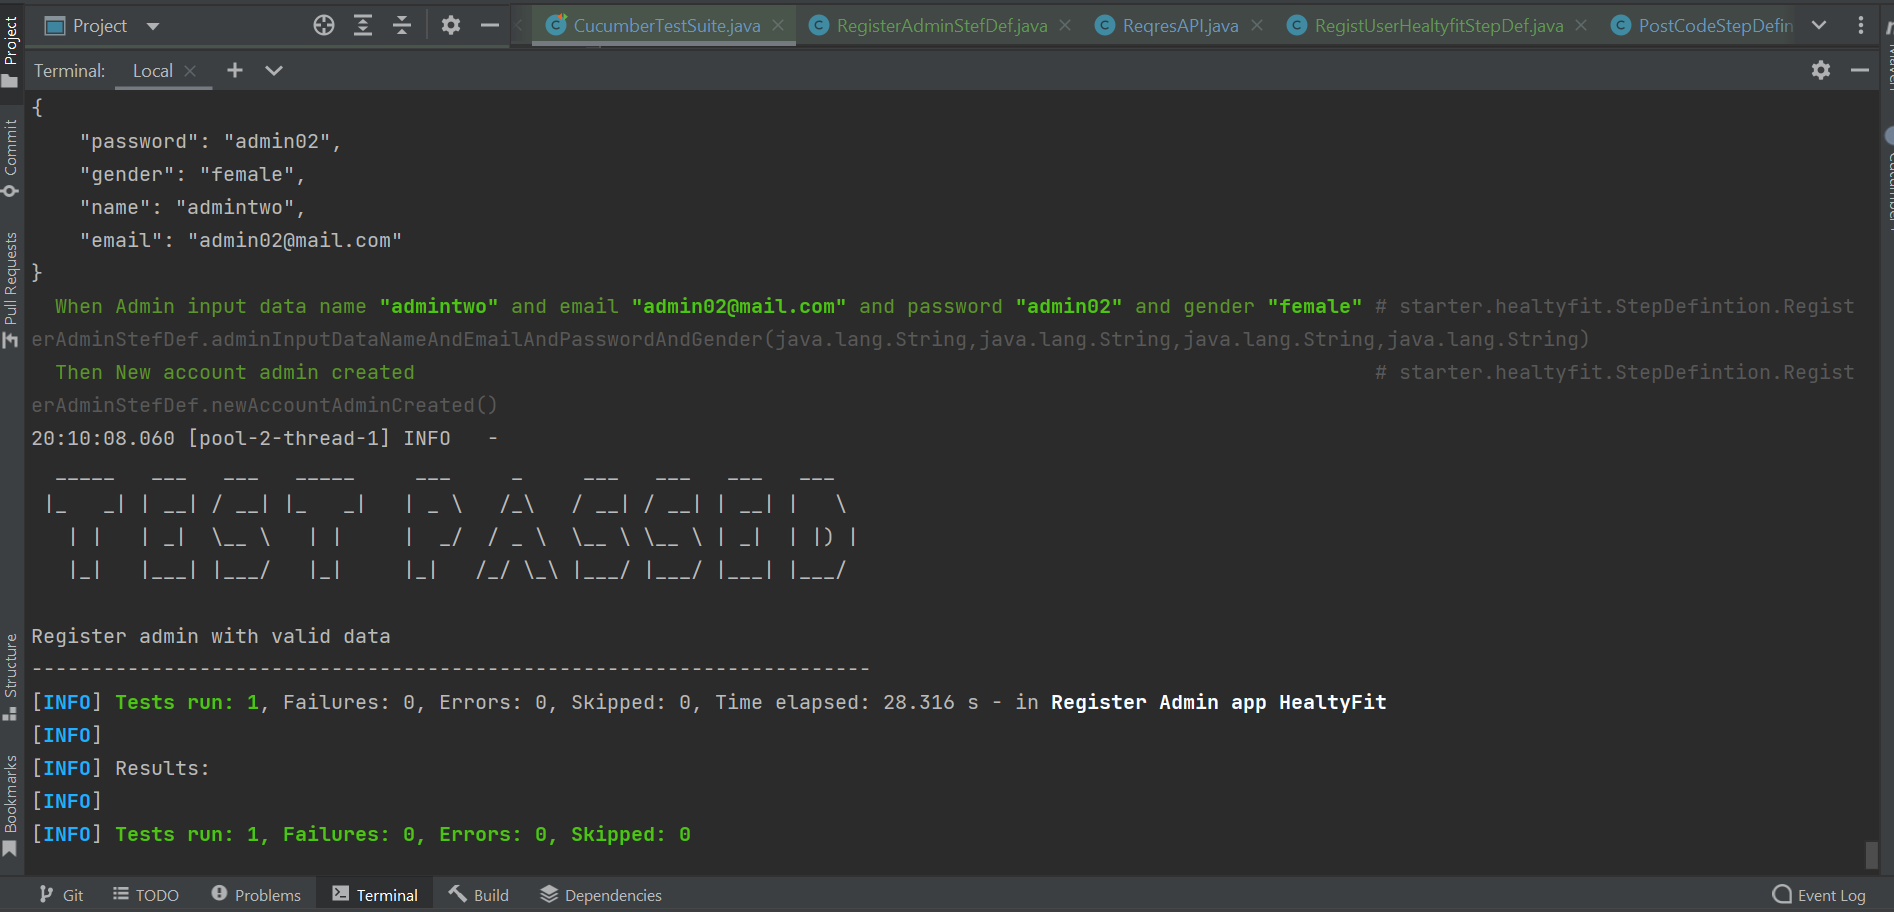 Project
CucumberTestSuite.java
RegisterAdminStefDef.java
ReqresAPI.java
RegistUserHealtyfitStepDef.java
PostCodeStepDefin
Terminal:
Local
{
    "password": "admin02",
    "gender": "female",
    "name": "admintwo",
    "email": "admin02@mail.com"
}
When Admin input data name "admintwo" and email "admin02@mail.com" and password "admin02" and gender "female" # starter.healtyfit.StepDefintion.Regist
erAdminStefDef.adminInputDataNameAndEmailAndPasswordAndGender(java.lang.String,java.lang.String,java.lang.String,java.lang.String)
Then New account admin created # starter.healtyfit.StepDefintion.Regist
erAdminStefDef.newAccountAdminCreated()
20:10:08.060 [pool-2-thread-1] INFO   -
TEST PASSED
Register admin with valid data
----------------------------------------------------------------------
[INFO] Tests run: 1, Failures: 0, Errors: 0, Skipped: 0, Time elapsed: 28.316 s - in Register Admin app HealtyFit
[INFO]
[INFO] Results:
[INFO]
[INFO] Tests run: 1, Failures: 0, Errors: 0, Skipped: 0
Project
Commit
Pull Requests
Structure
Bookmarks
Git
TODO
Problems
Terminal
Build
Dependencies
Event Log